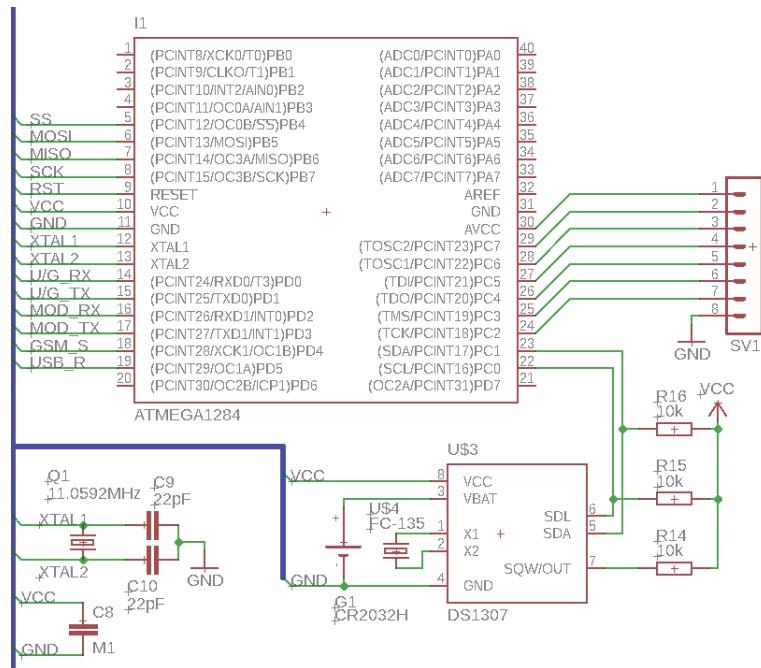 I1
1 (PCINT8/XCK0/T0)PB0 (ADC0/PCINT0)PA0 40
2 (PCINT9/CLKO/T1)PB1 (ADC1/PCINT1)PA1 39
3 (PCINT10/INT2/AIN0)PB2 (ADC2/PCINT2)PA2 38
4 (PCINT11/OC0A/AIN1)PB3 (ADC3/PCINT3)PA3 37
SS 5 (PCINT12/OC0B/SS)PB4 (ADC4/PCINT4)PA4 36
MOSI 6 (PCINT13/MOSI)PB5 (ADC5/PCINT5)PA5 35
MISO 7 (PCINT14/OC3A/MISO)PB6 (ADC6/PCINT6)PA6 34
SCK 8 (PCINT15/OC3B/SCK)PB7 (ADC7/PCINT7)PA7 33
RST 9 RESET AREF 32 1
VCC 10 VCC GND 31 2
GND 11 GND AVCC 30 3
XTAL1 12 XTAL1 (TOSC2/PCINT23)PC7 29 4
XTAL2 13 XTAL2 (TOSC1/PCINT22)PC6 28 5
U/G_RX 14 (PCINT24/RXD0/T3)PD0 (TDI/PCINT21)PC5 27 6
U/G_TX 15 (PCINT25/TXD0)PD1 (TDO/PCINT20)PC4 26 7
MOD_RX 16 (PCINT26/RXD1/INT0)PD2 (TMS/PCINT19)PC3 25 8
MOD_TX 17 (PCINT27/TXD1/INT1)PD3 (TCK/PCINT18)PC2 24
GSM_S 18 (PCINT28/XCK1/OC1B)PD4 (SDA/PCINT17)PC1 23 GND SV1
USB_R 19 (PCINT29/OC1A)PD5 (SCL/PCINT16)PC0 22
20 (PCINT30/OC2B/ICP1)PD6 (OC2A/PCINT31)PD7 21
ATMEGA1284
R16 VCC
10k
U$3
Q1 C9 R15
11.0592MHz 22pF VCC 8 VCC 10k
3 VBAT
XTAL1 U$4 SDL 6
FC-135 1 X1 SDA 5
2 X2 R14
XTAL2 SQW/OUT 7 10k
GND GND 4 GND
C10 G1 DS1307
22pF CR2032H
VCC C8
GND M1